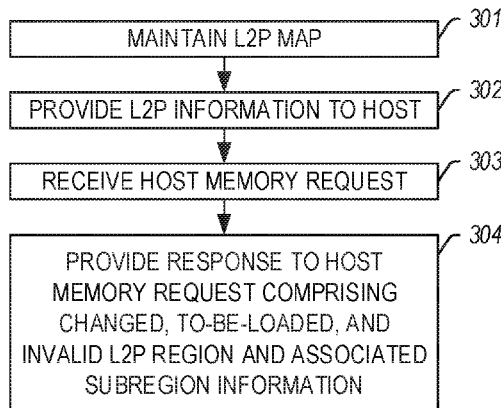 301
MAINTAIN L2P MAP
302
PROVIDE L2P INFORMATION TO HOST
303
RECEIVE HOST MEMORY REQUEST
304
PROVIDE RESPONSE TO HOST
MEMORY REQUEST COMPRISING
CHANGED, TO-BE-LOADED, AND
INVALID L2P REGION AND ASSOCIATED
SUBREGION INFORMATION